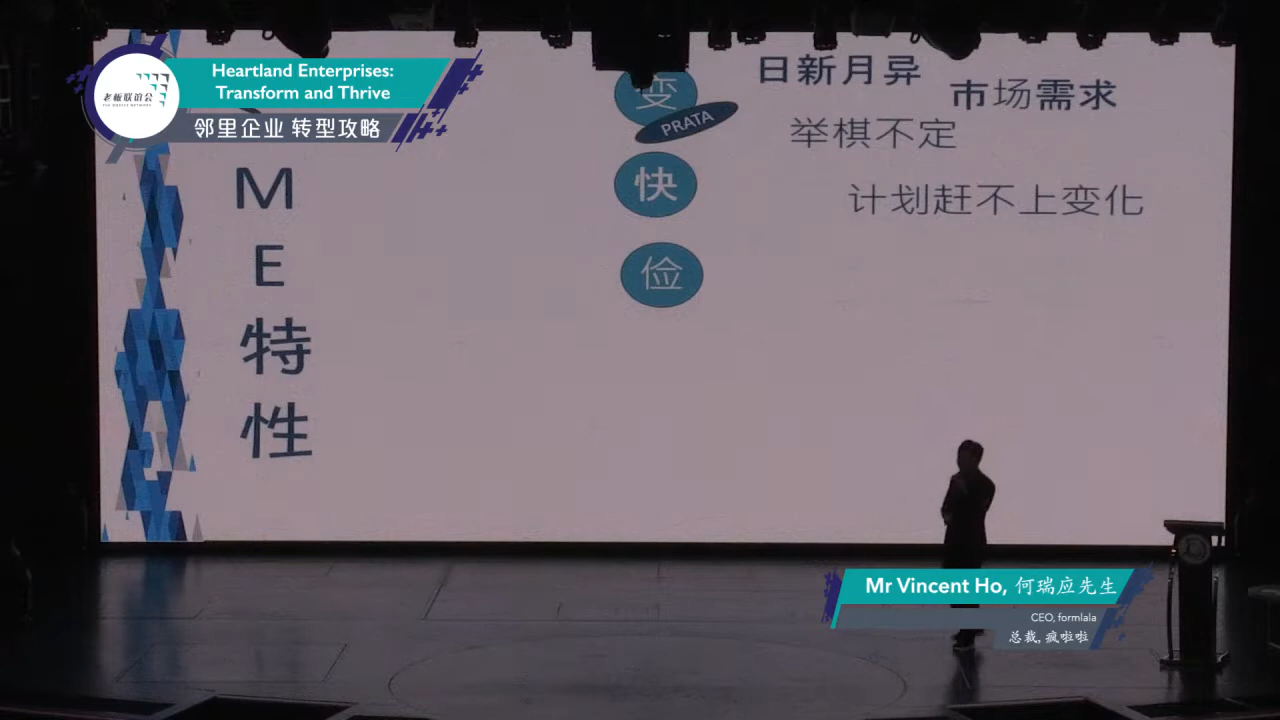 老板联谊会
Heartland Enterprises:
Transform and Thrive
邻里企业 转型攻略
M
E
特
性
变
PRATA
快
俭
日新月异
市场需求
举棋不定
计划赶不上变化
Mr Vincent Ho, 何瑞应先生
CEO, formlala
总裁, 疯啦啦